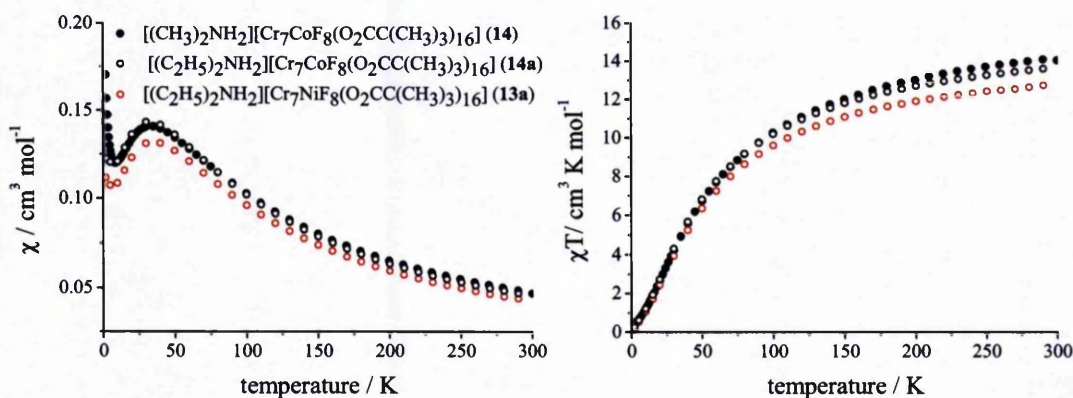 0.20
0.15
0.10
0.05
χ / cm³ mol⁻¹
[(CH3)2NH2][Cr7CoF8(O2CC(CH3)3)16] (14)
[(C2H5)2NH2][Cr7CoF8(O2CC(CH3)3)16] (14a)
[(C2H5)2NH2][Cr7NiF8(O2CC(CH3)3)16] (13a)
0 50 100 150 200 250 300
temperature / K
16
14
12
10
8
6
4
2
0
χT/ cm³ K mol⁻¹
0 50 100 150 200 250 300
temperature / K